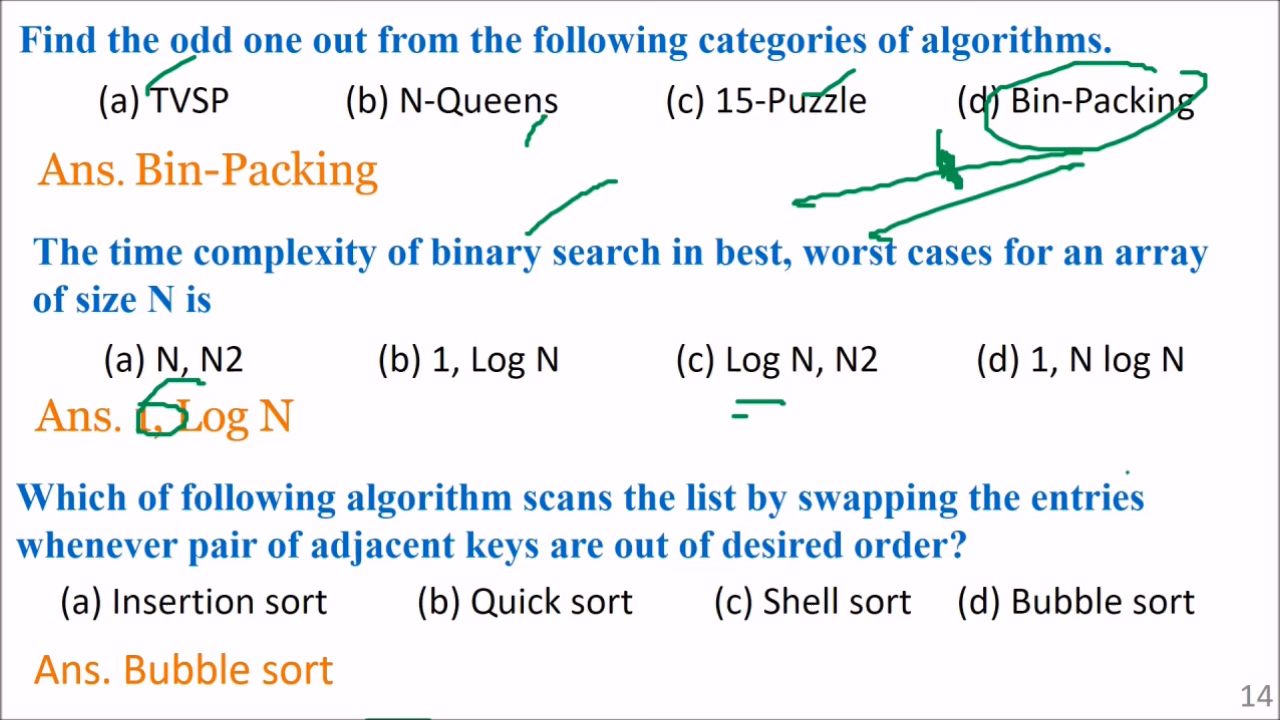 Find the odd one out from the following categories of algorithms.
(a) TVSP (b) N-Queens (c) 15-Puzzle (d) Bin-Packing
Ans. Bin-Packing
The time complexity of binary search in best, worst cases for an array
of size N is
(a) N, N2 (b) 1, Log N (c) Log N, N2 (d) 1, N log N
Ans. 1, Log N
Which of following algorithm scans the list by swapping the entries
whenever pair of adjacent keys are out of desired order?
(a) Insertion sort (b) Quick sort (c) Shell sort (d) Bubble sort
Ans. Bubble sort
14